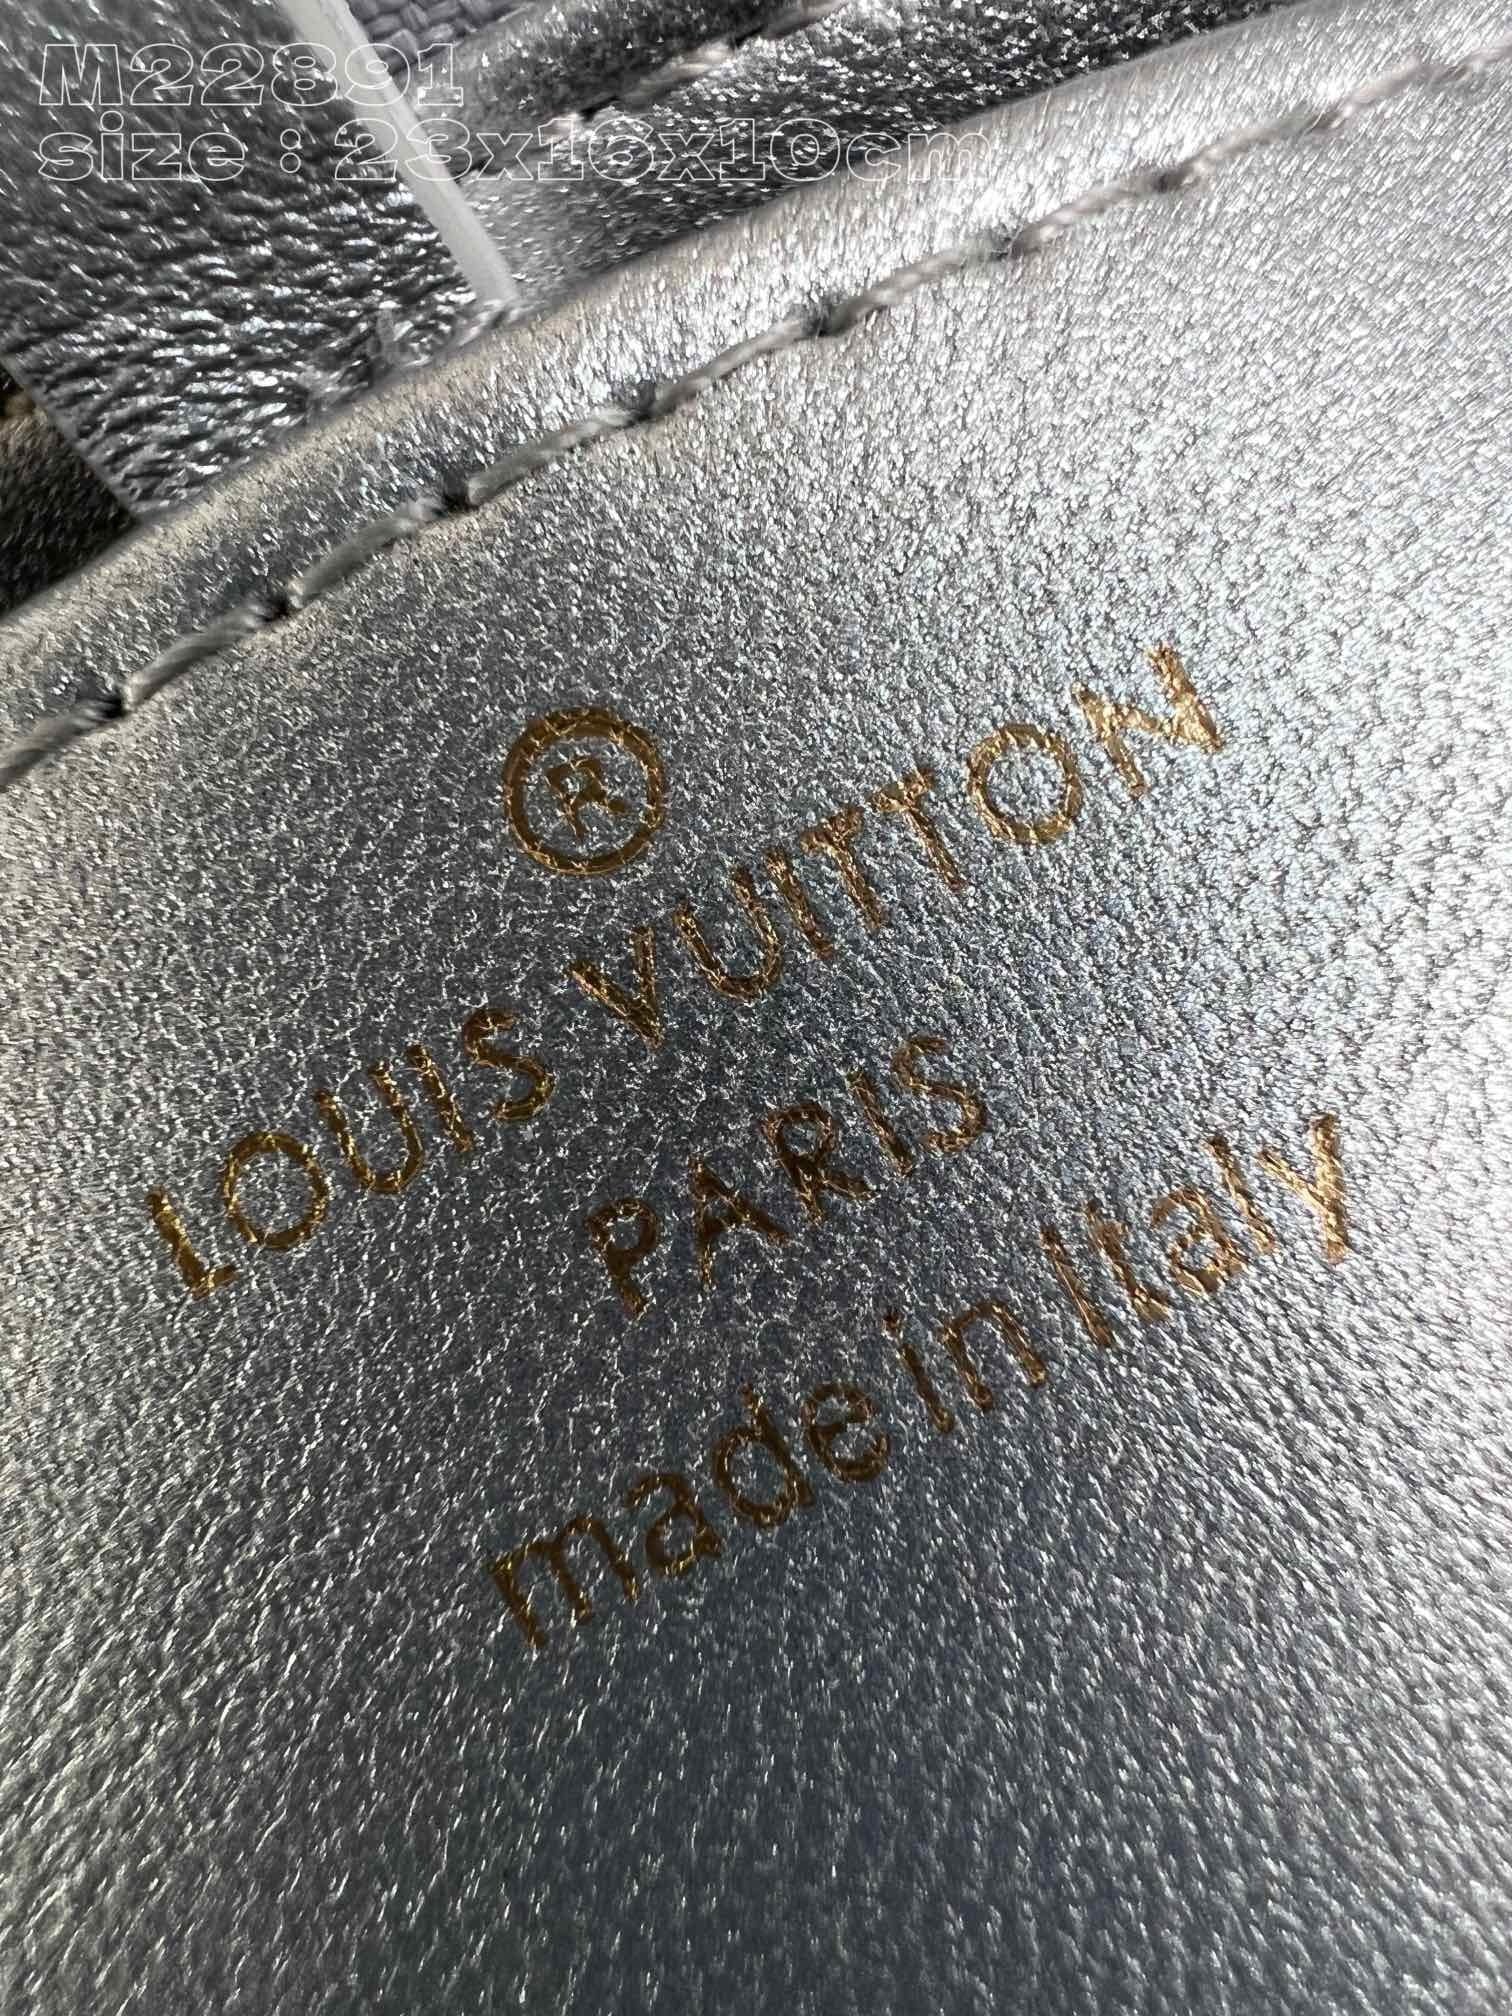 M22891
size : 23x16x10cm
®
LOUIS VUITTON
PARIS
made in Italy